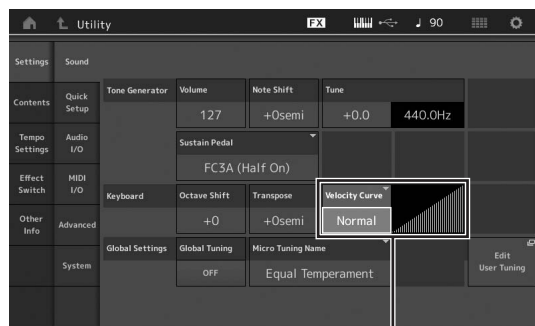 Utility FX 90
Settings Sound
Tone Generator Volume Note Shift Tune
Contents Quick Setup
127 +0semi +0.0 440.0Hz
Tempo Settings Audio I/O
Sustain Pedal
FC3A (Half On)
Effect Switch MIDI I/O
Keyboard Octave Shift Transpose Velocity Curve
Other Info Advanced
+0 +0semi Normal
Global Settings Global Tuning Micro Tuning Name
System
OFF Equal Temperament
Edit User Tuning